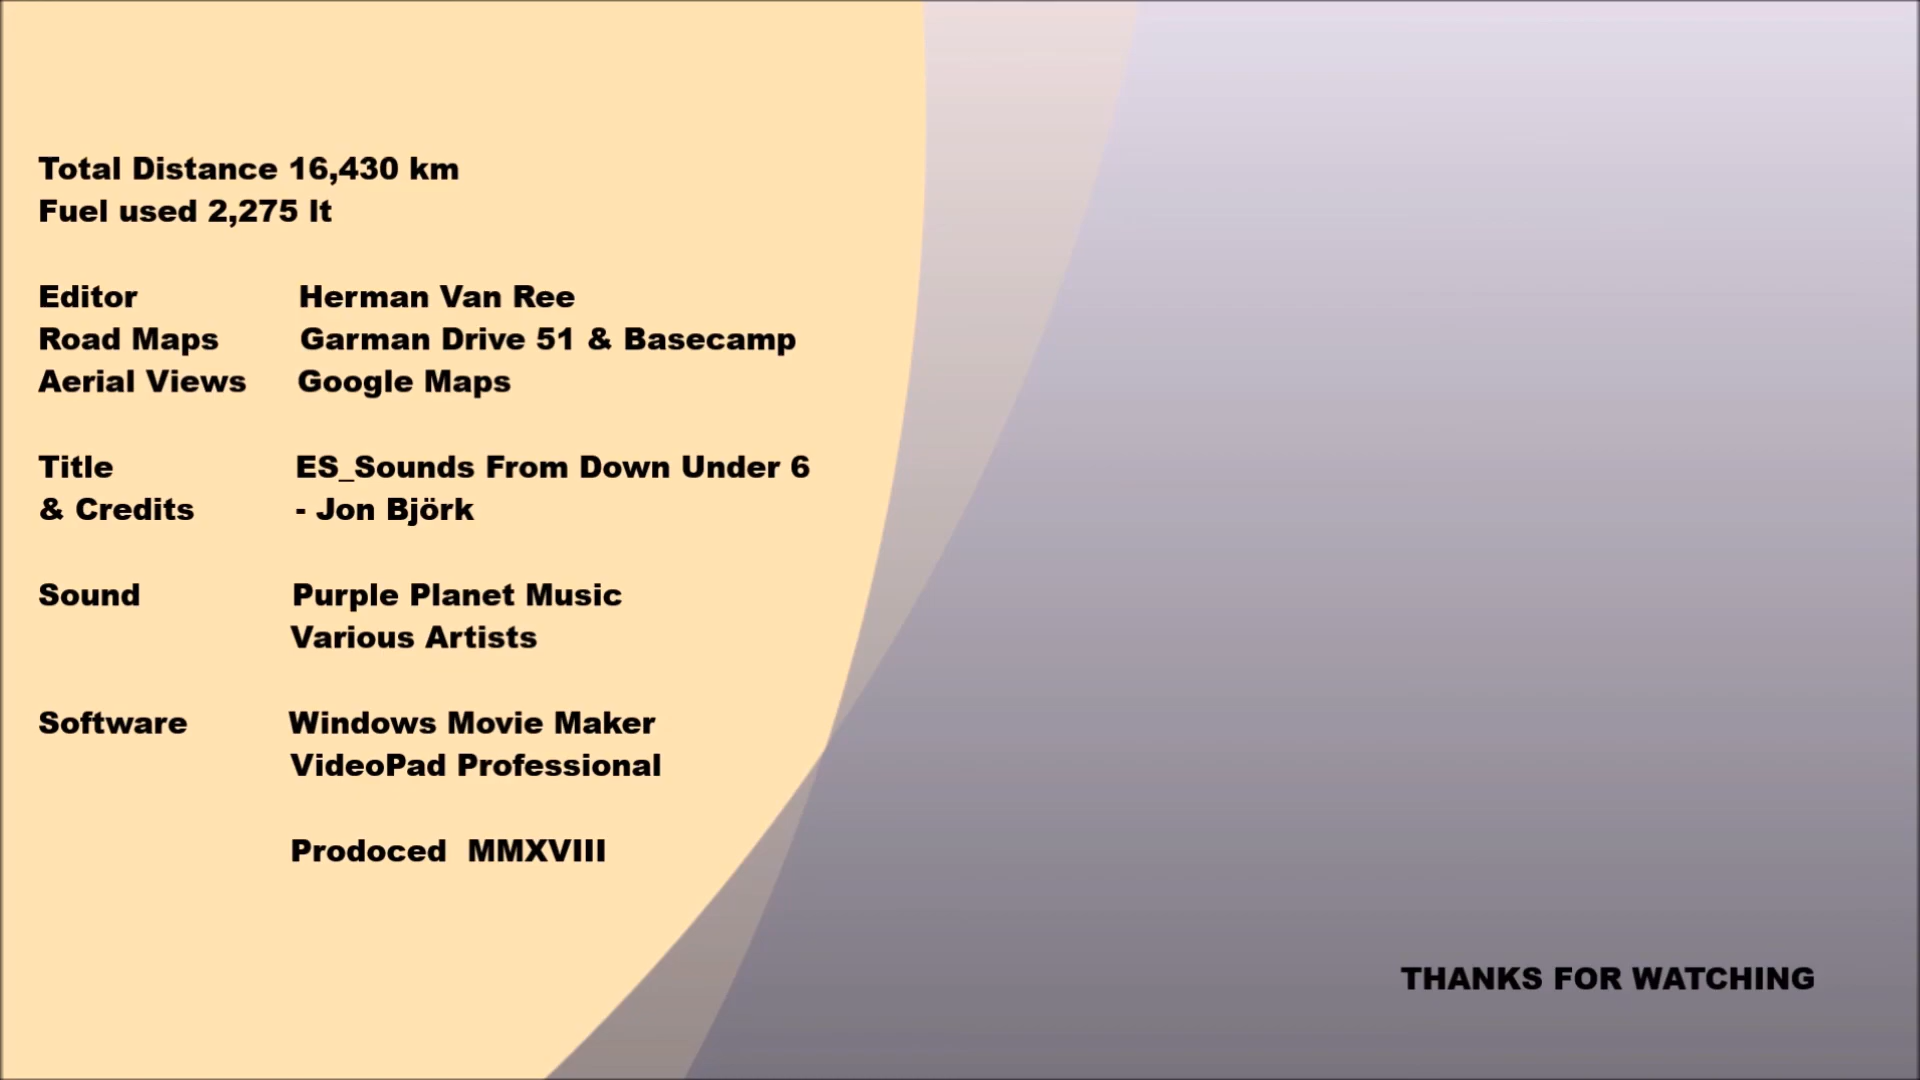 Total Distance 16,430 km
Fuel used 2,275 lt
Editor Herman Van Ree
Road Maps Garman Drive 51 & Basecamp
Aerial Views Google Maps
Title ES_Sounds From Down Under 6
& Credits - Jon Björk
Sound Purple Planet Music
Various Artists
Software Windows Movie Maker
VideoPad Professional
Prodoced MMXVIII
THANKS FOR WATCHING